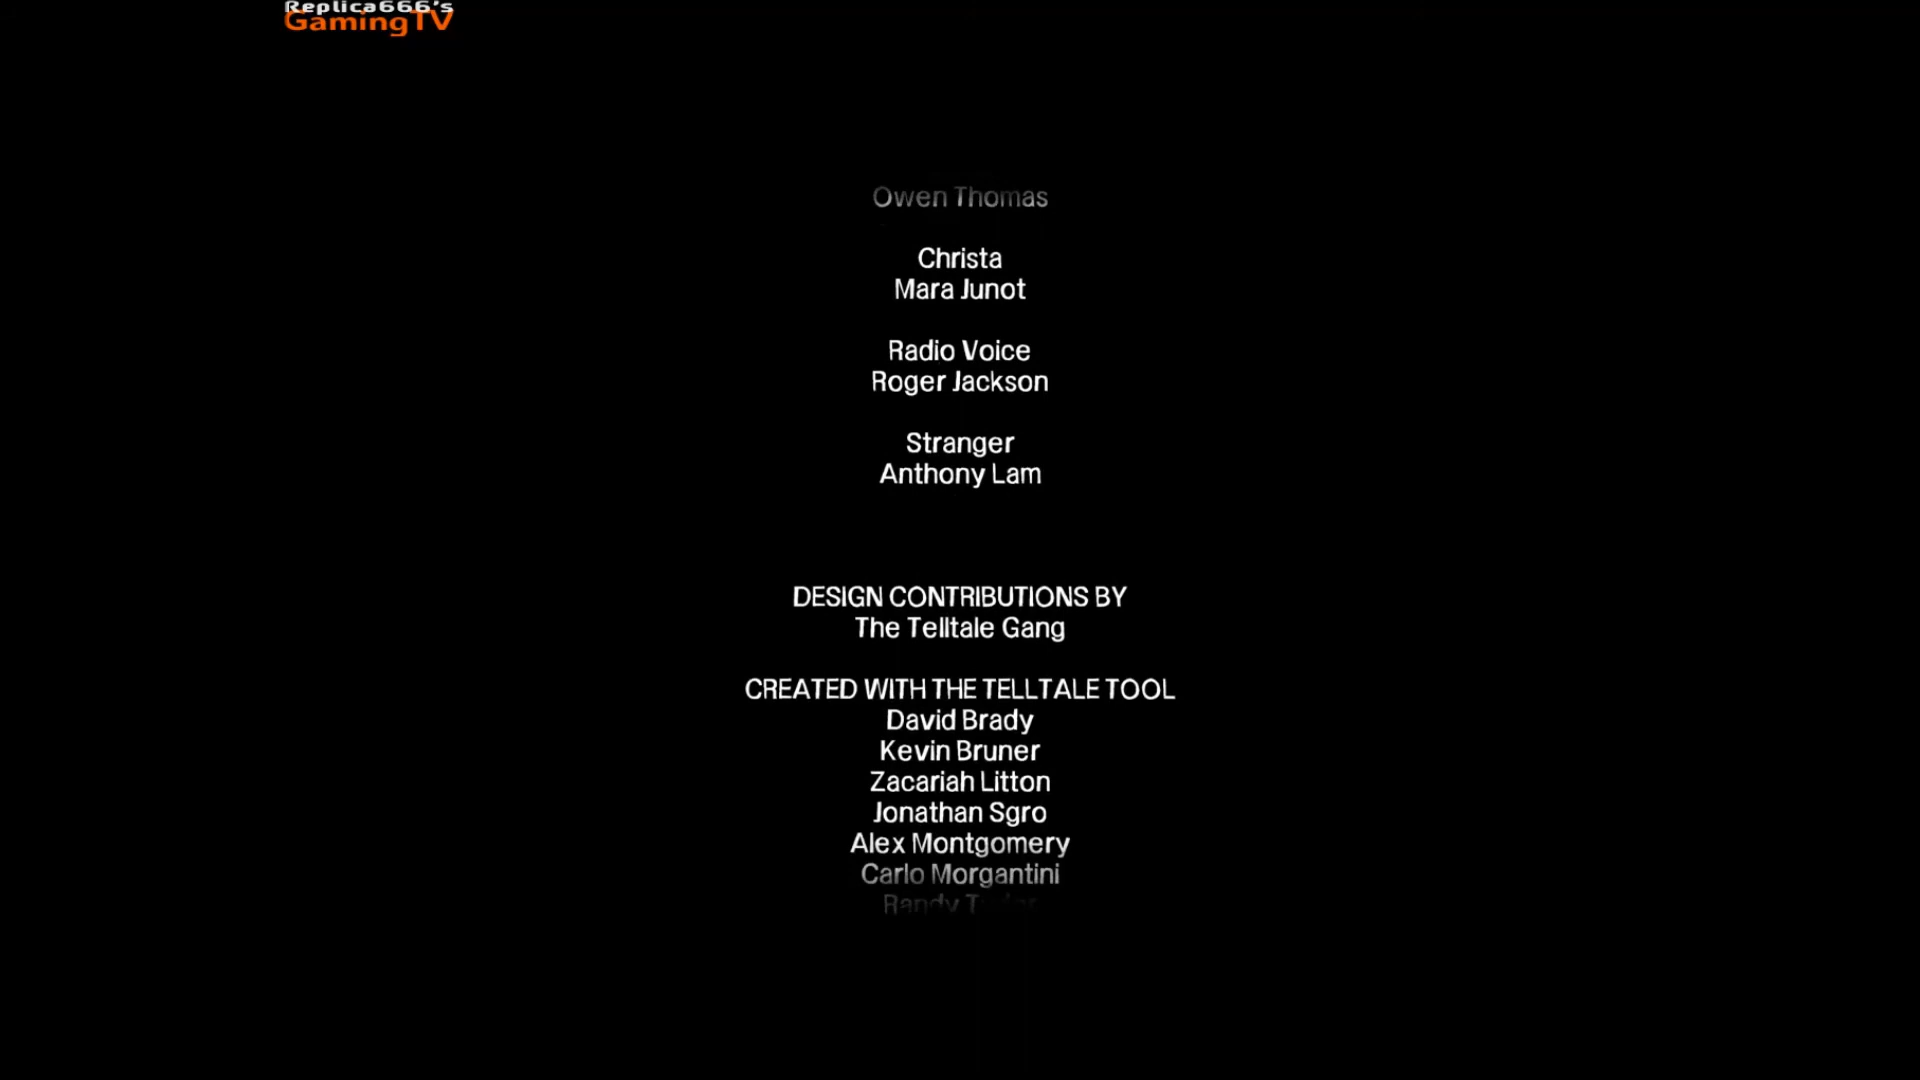 Replica666's
GamingTV
Owen Thomas
Christa
Mara Junot
Radio Voice
Roger Jackson
Stranger
Anthony Lam
DESIGN CONTRIBUTIONS BY
The Telltale Gang
CREATED WITH THE TELLTALE TOOL
David Brady
Kevin Bruner
Zacariah Litton
Jonathan Sgro
Alex Montgomery
Carlo Morgantini
Randy